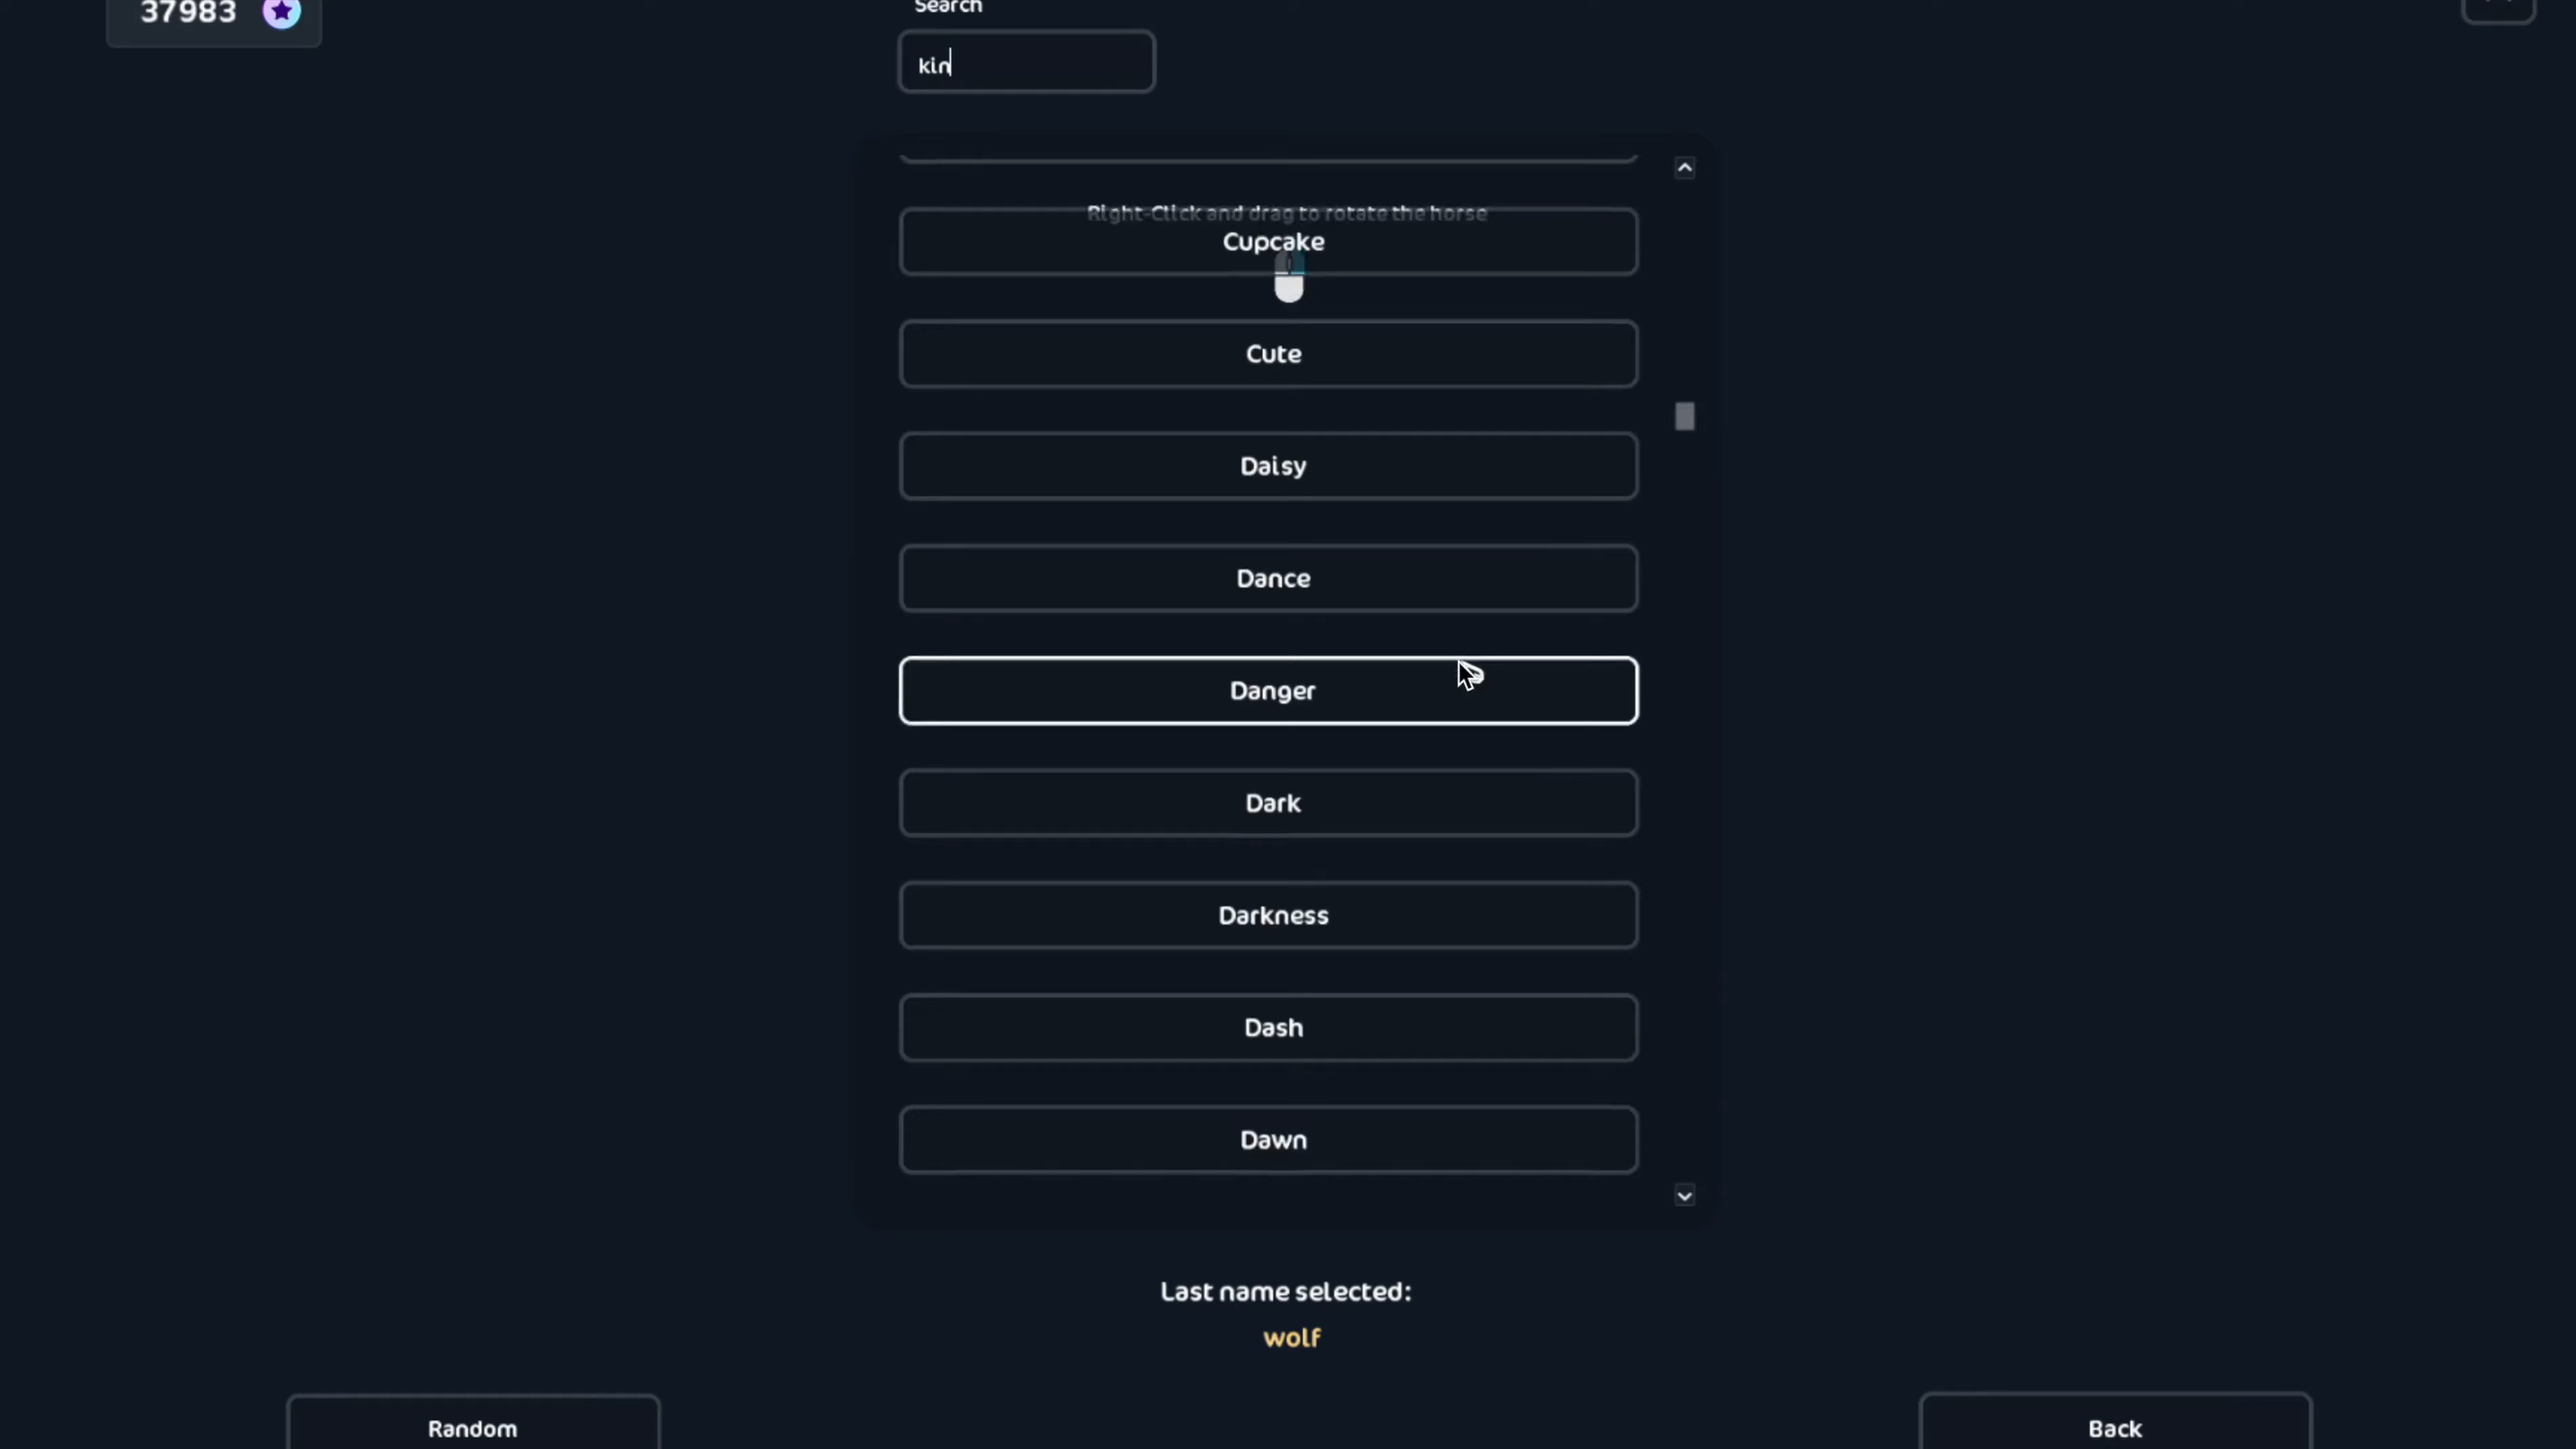 37983
Search
kin
Right-Click and drag to rotate the horse
Cupcake
Cute
Daisy
Dance
Danger
Dark
Darkness
Dash
Dawn
Last name selected:
wolf
Random
Back